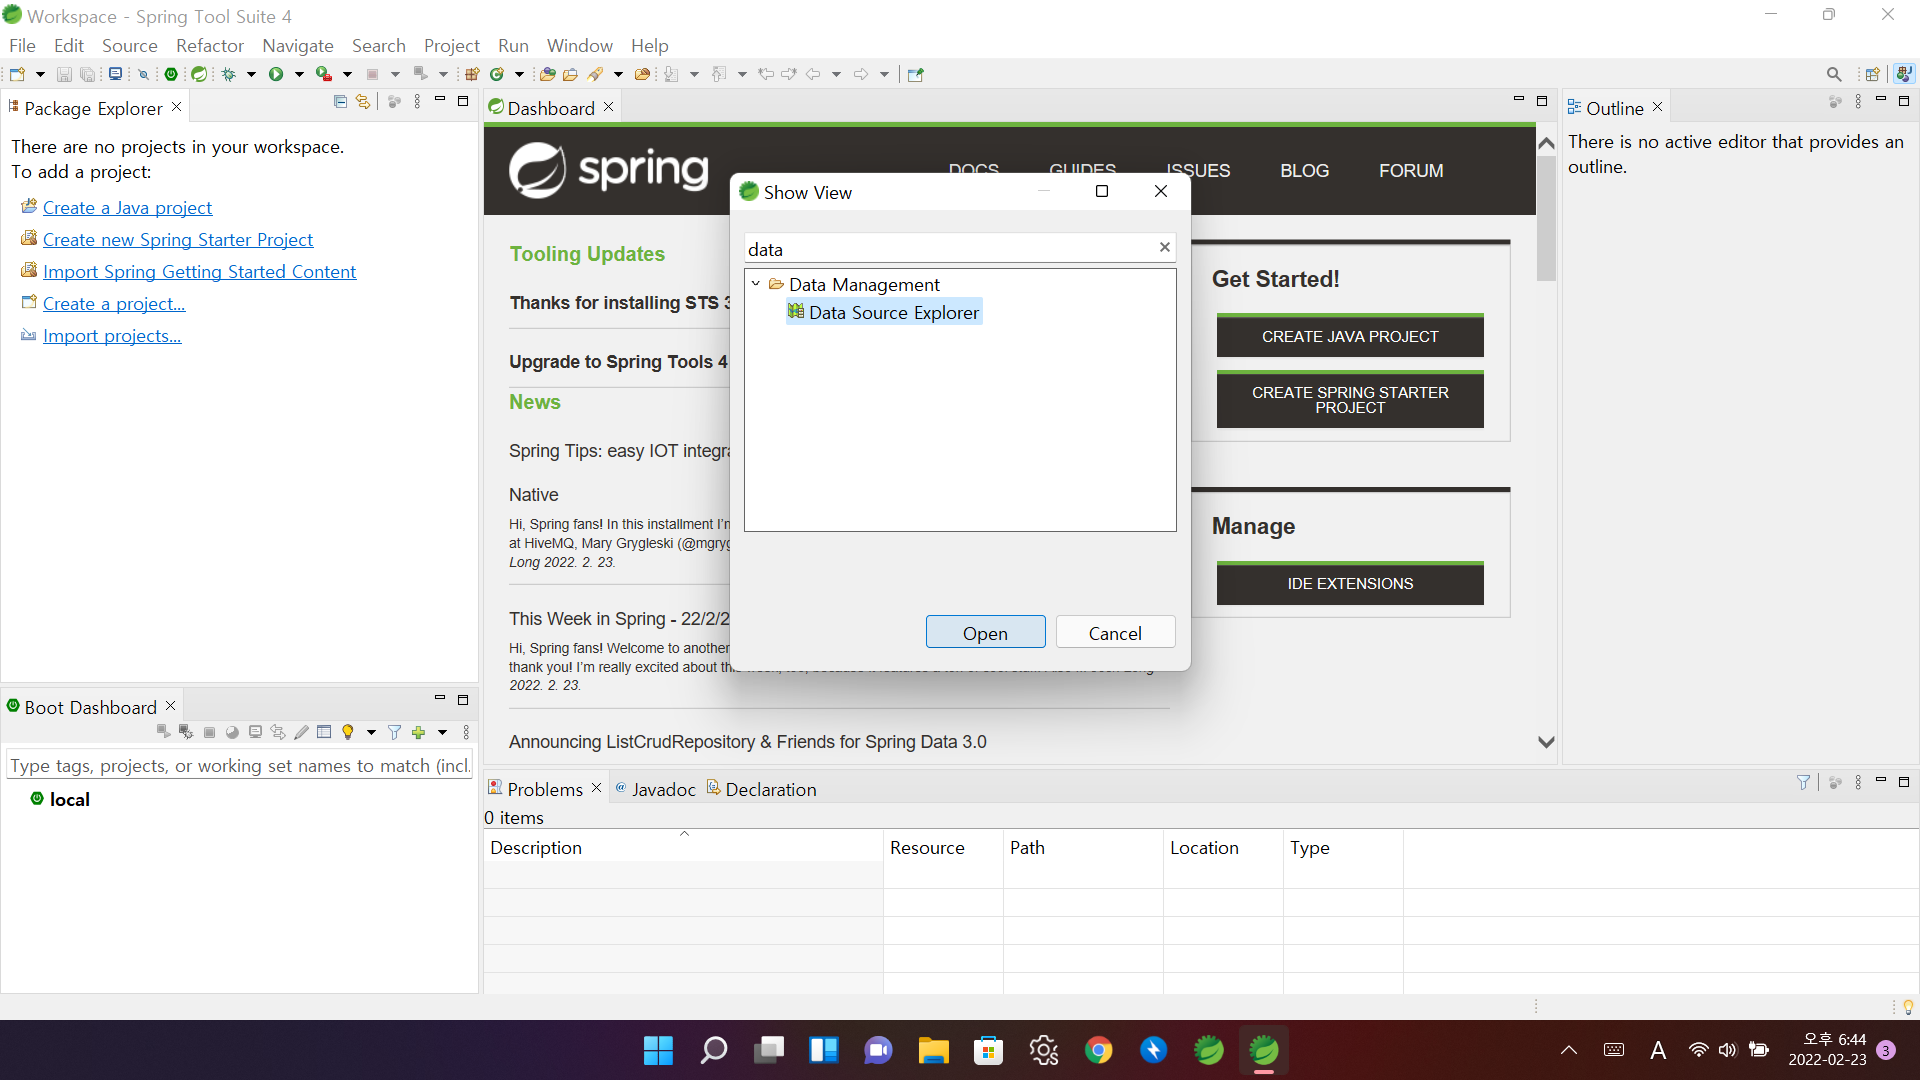 Workspace - Spring Tool Suite 4
File Edit Source Refactor Navigate Search Project Run Window Help
Package Explorer
There are no projects in your workspace.
To add a project:
Create a Java project
Create new Spring Starter Project
Import Spring Getting Started Content
Create a project...
Import projects...
Boot Dashboard
Type tags, projects, or working set names to match (incl.
local
Dashboard
spring
DOCS GUIDES ISSUES BLOG FORUM
Tooling Updates
Thanks for installing STS 3
Upgrade to Spring Tools 4
News
Spring Tips: easy IOT integra
Native
Hi, Spring fans! In this installment I'm
at HiveMQ, Mary Grygleski (@mgryg
Long 2022. 2. 23.
This Week in Spring - 22/2/2
Hi, Spring fans! Welcome to another
thank you! I'm really excited about
2022. 2. 23.
Announcing ListCrudRepository & Friends for Spring Data 3.0
Get Started!
CREATE JAVA PROJECT
CREATE SPRING STARTER
PROJECT
Manage
IDE EXTENSIONS
Show View
data
Data Management
Data Source Explorer
Open
Cancel
Outline
There is no active editor that provides an
outline.
Problems Javadoc Declaration
0 items
Description Resource Path Location Type
A
오후 6:44
2022-02-23
3